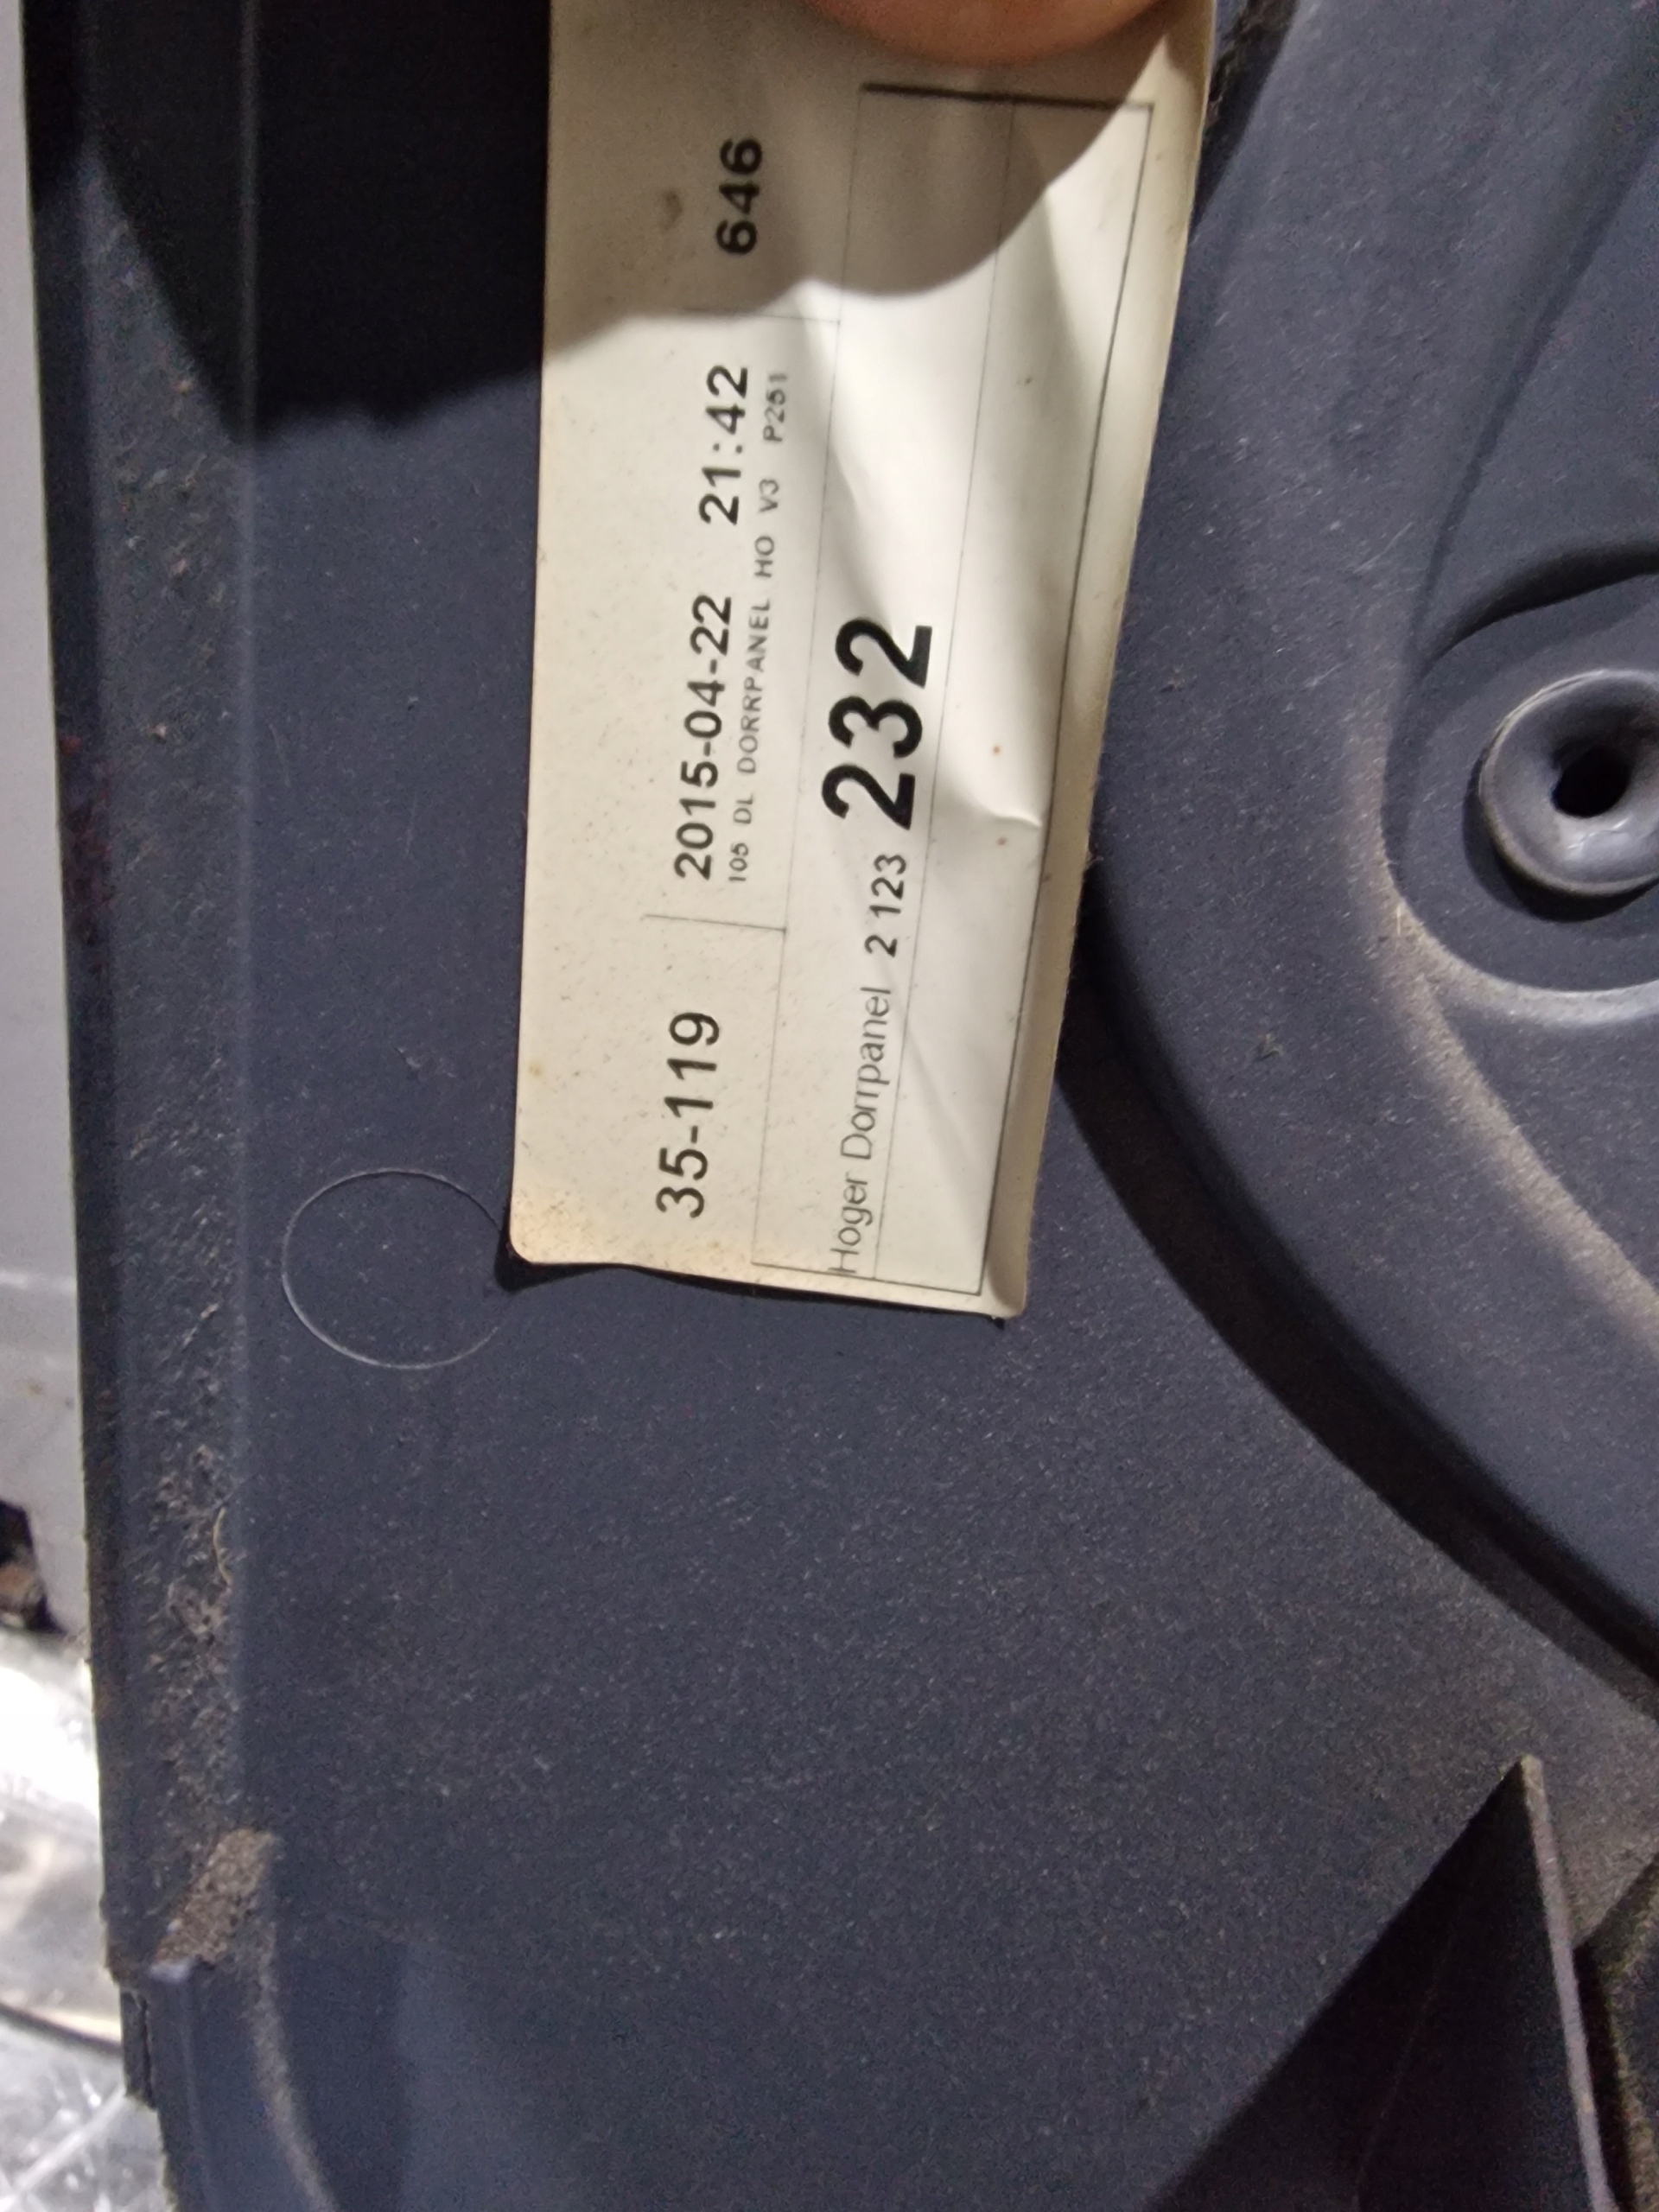 35-119 2015-04-22 21:42 646
105 DL DORRPANEL HO V3 P251
Hoger Dorrpanel 2 123 232